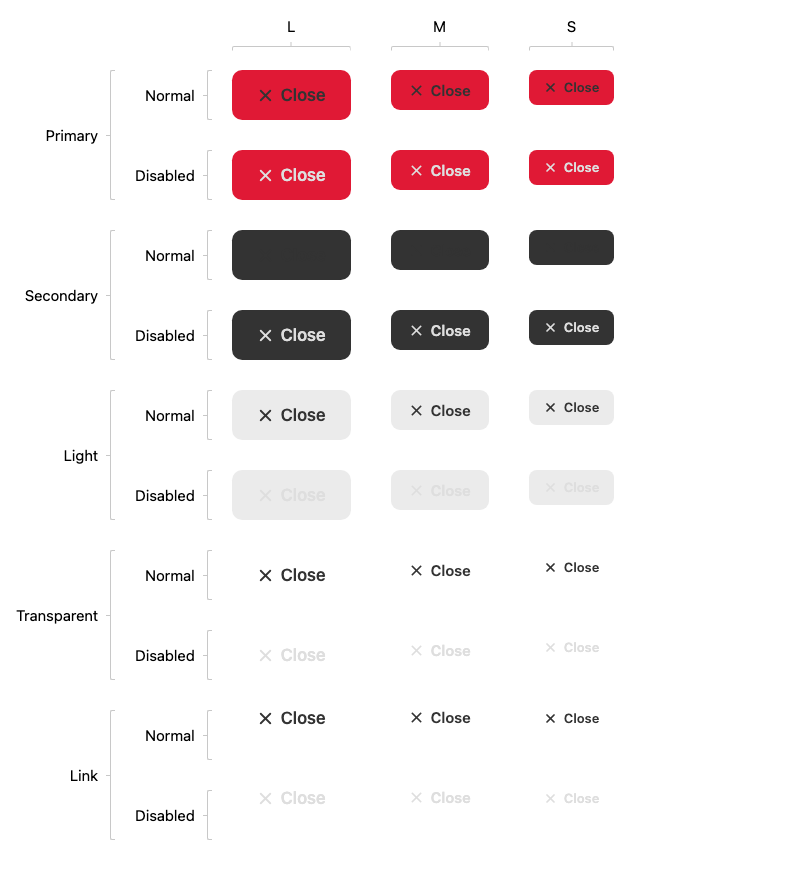 L M S
Primary
Normal
× Close × Close × Close
Disabled
× Close × Close × Close
Secondary
Normal
Disabled
× Close × Close × Close
Light
Normal
× Close × Close × Close
Disabled
× Close × Close × Close
Transparent
Normal
× Close × Close × Close
Disabled
× Close × Close × Close
Link
Normal
× Close × Close × Close
Disabled
× Close × Close × Close